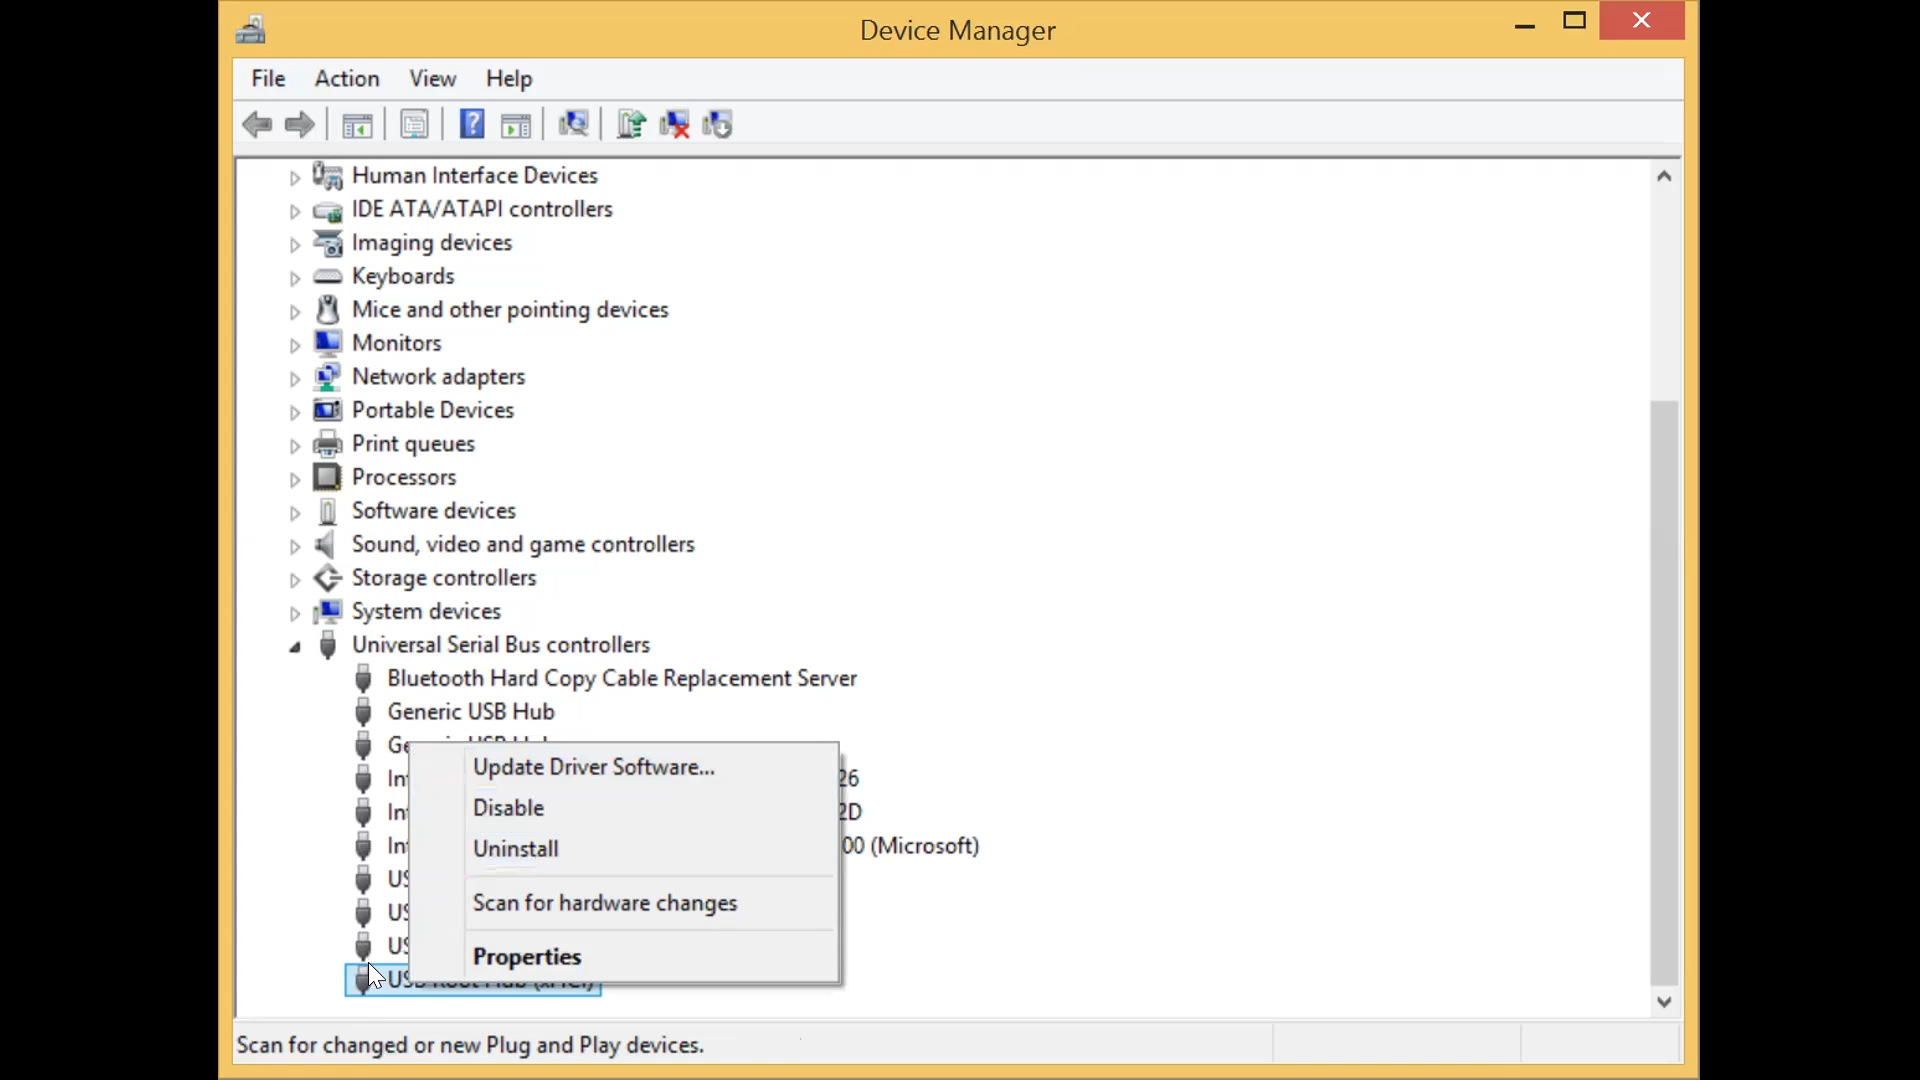 Device Manager
File Action View Help
Human Interface Devices
IDE ATA/ATAPI controllers
Imaging devices
Keyboards
Mice and other pointing devices
Monitors
Network adapters
Portable Devices
Print queues
Processors
Software devices
Sound, video and game controllers
Storage controllers
System devices
Universal Serial Bus controllers
Bluetooth Hard Copy Cable Replacement Server
Generic USB Hub
Update Driver Software...
Disable
Uninstall
Scan for hardware changes
Properties
26
2D
00 (Microsoft)
USB Root Hub (xHCI)
Scan for changed or new Plug and Play devices.